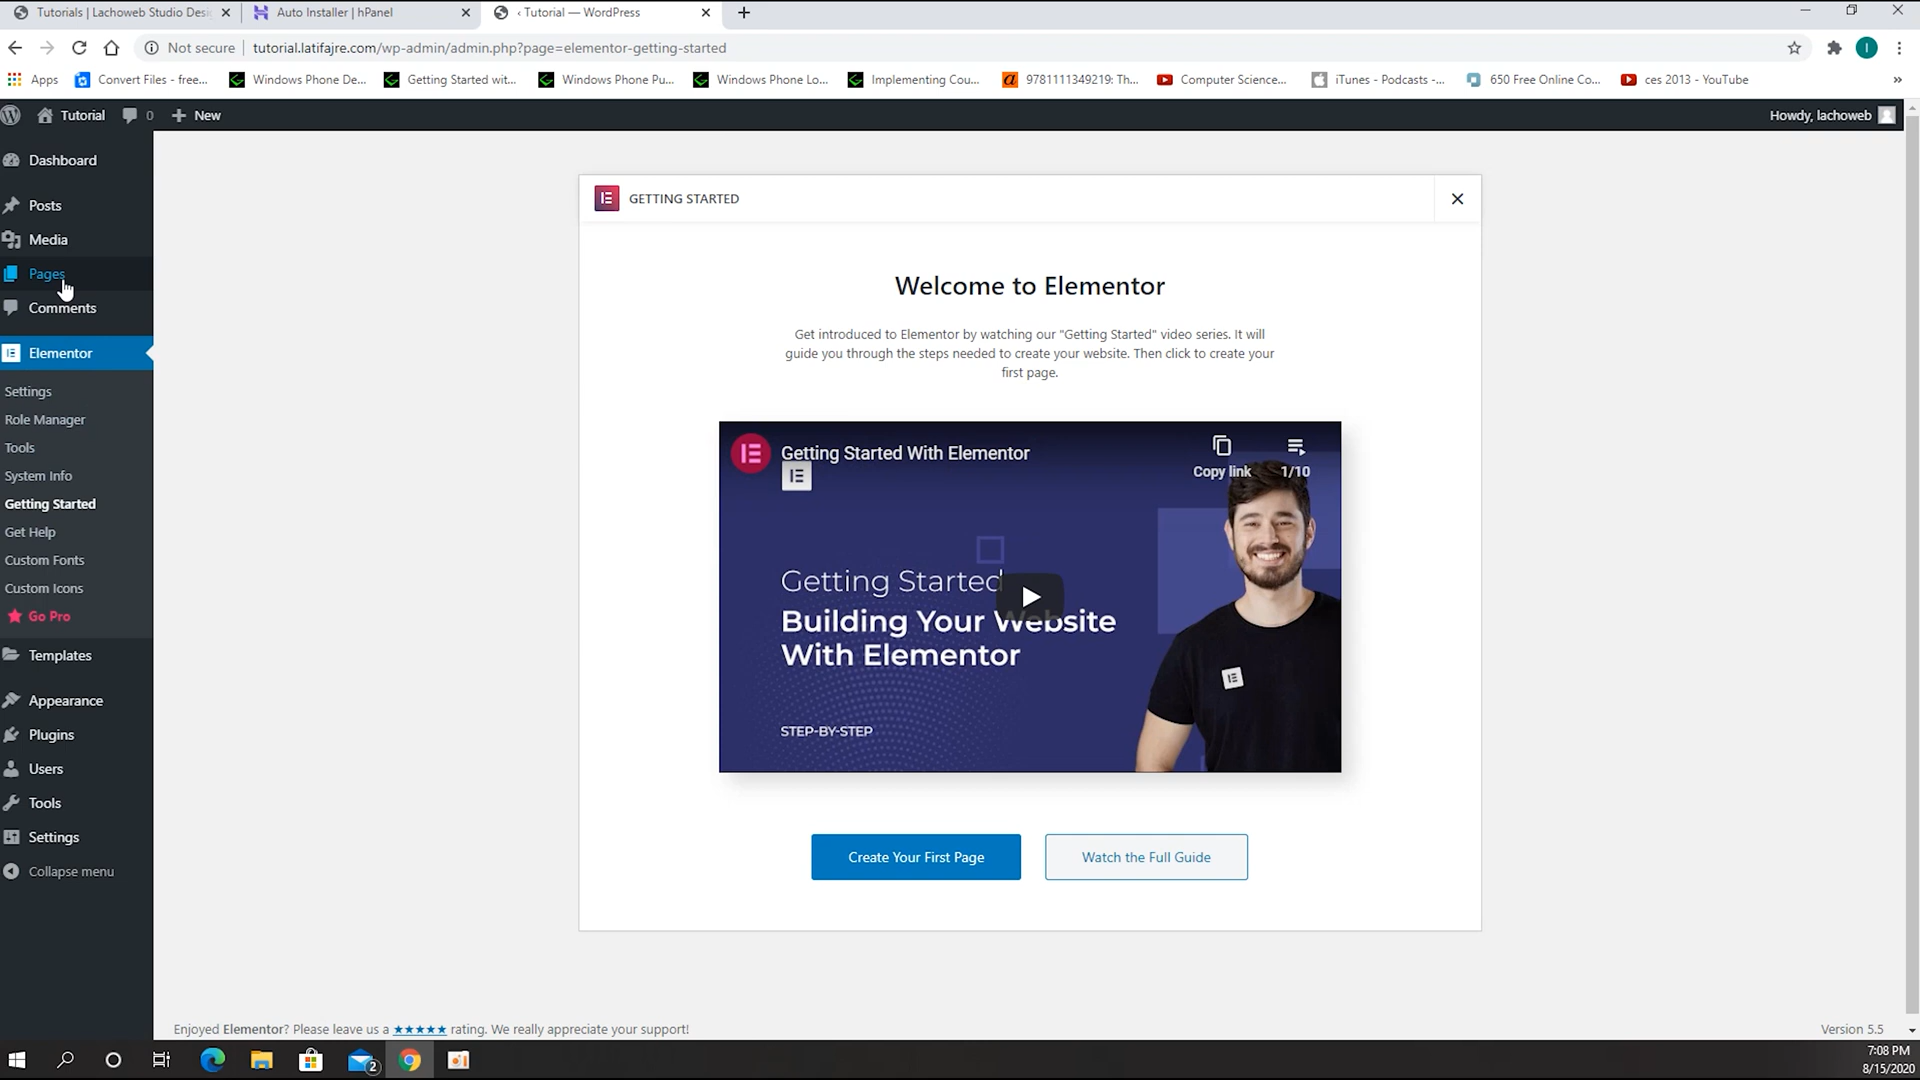 Tutorials | Lachoweb Studio Desi
Auto Installer | hPanel
‹ Tutorial — WordPress
Not secure
tutorial.latifajre.com/wp-admin/admin.php?page=elementor-getting-started
Apps
Convert Files - free...
Windows Phone De...
Getting Started wit...
Windows Phone Pu...
Windows Phone Lo...
Implementing Cou...
9781111349219: Th...
Computer Science...
iTunes - Podcasts -...
650 Free Online Co...
ces 2013 - YouTube
»
Tutorial
0
New
Howdy, lachoweb
Dashboard
Posts
Media
Pages
Comments
Elementor
Settings
Role Manager
Tools
System Info
Getting Started
Get Help
Custom Fonts
Custom Icons
Go Pro
Templates
Appearance
Plugins
Users
Tools
Settings
Collapse menu
GETTING STARTED
Welcome to Elementor
Get introduced to Elementor by watching our "Getting Started" video series. It will
guide you through the steps needed to create your website. Then click to create your
first page.
Getting Started With Elementor
Copy link
1/10
Getting Started
Building Your Website
With Elementor
STEP-BY-STEP
Create Your First Page
Watch the Full Guide
Enjoyed Elementor? Please leave us a ★★★★★ rating. We really appreciate your support!
Version 5.5
2
7:08 PM
8/15/2020